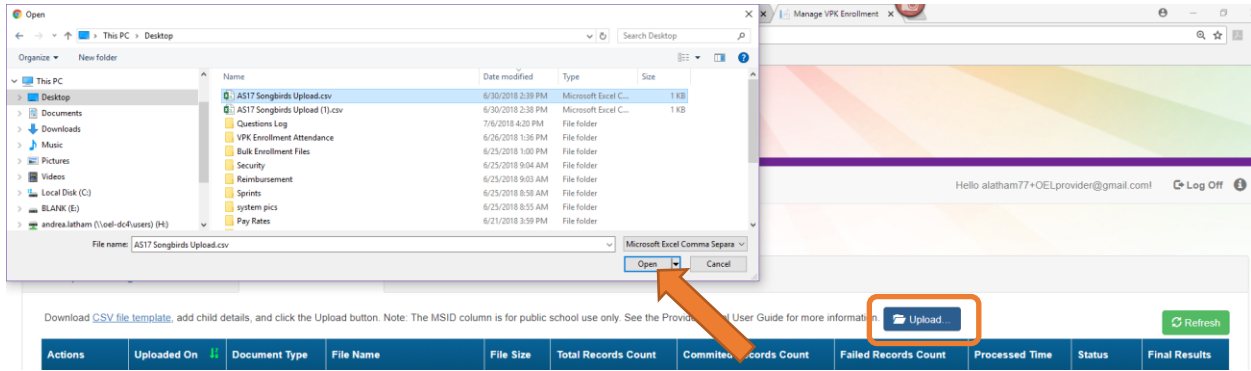 Open
Manage VPK Enrollment
This PC > Desktop
Search Desktop
Organize
New folder
Name Date modified Type Size
This PC
Desktop
Documents
Downloads
Music
Pictures
Videos
Local Disk (C:)
BLANK (E:)
andrea.latham (\\oel-dc4\users) (H:)
AS17 Songbirds Upload.csv 6/30/2018 2:39 PM Microsoft Excel C... 1 KB
AS17 Songbirds Upload (1).csv 6/30/2018 2:38 PM Microsoft Excel C... 1 KB
Questions Log 7/6/2018 4:20 PM File folder
VPK Enrollment Attendance 6/26/2018 1:36 PM File folder
Bulk Enrollment Files 6/25/2018 1:00 PM File folder
Security 6/25/2018 9:04 AM File folder
Reimbursement 6/25/2018 9:03 AM File folder
Sprints 6/25/2018 8:58 AM File folder
system pics 6/25/2018 8:55 AM File folder
Pay Rates 6/21/2018 3:59 PM File folder
File name: AS17 Songbirds Upload.csv
Microsoft Excel Comma Separa
Open Cancel
Hello alatham77+OELprovider@gmail.com! Log Off
Download CSV file template, add child details, and click the Upload button. Note: The MSID column is for public school use only. See the User Guide for more information. Upload...
Refresh
Actions Uploaded On Document Type File Name File Size Total Records Count Commited Records Count Failed Records Count Processed Time Status Final Results